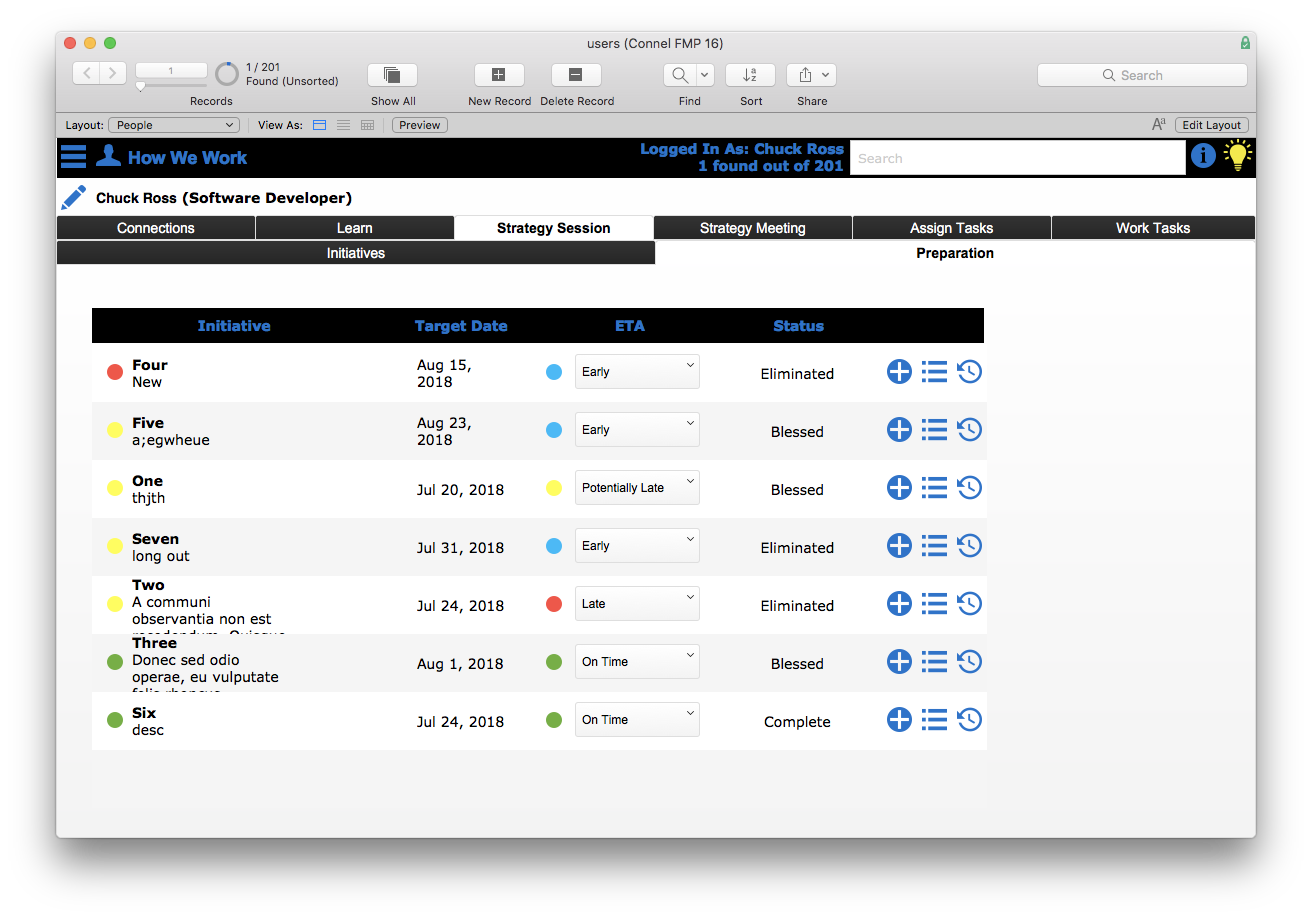 users (Connel FMP 16)
1
1 / 201
Found (Unsorted)
Search
Records
Show All
New Record
Delete Record
Find
Sort
Share
Layout:
People
View As:
Preview
Aa
Edit Layout
How We Work
Logged In As: Chuck Ross
1 found out of 201
Search
Chuck Ross (Software Developer)
Connections
Learn
Strategy Session
Strategy Meeting
Assign Tasks
Work Tasks
Initiatives
Preparation
Initiative
Target Date
ETA
Status
Four
New
Aug 15,
2018
Early
Eliminated
Five
a;egwheue
Aug 23,
2018
Early
Blessed
One
thjth
Jul 20, 2018
Potentially Late
Blessed
Seven
long out
Jul 31, 2018
Early
Eliminated
Two
A communi
observantia non est
Jul 24, 2018
Late
Eliminated
Three
Donec sed odio
operae, eu vulputate
Aug 1, 2018
On Time
Blessed
Six
desc
Jul 24, 2018
On Time
Complete